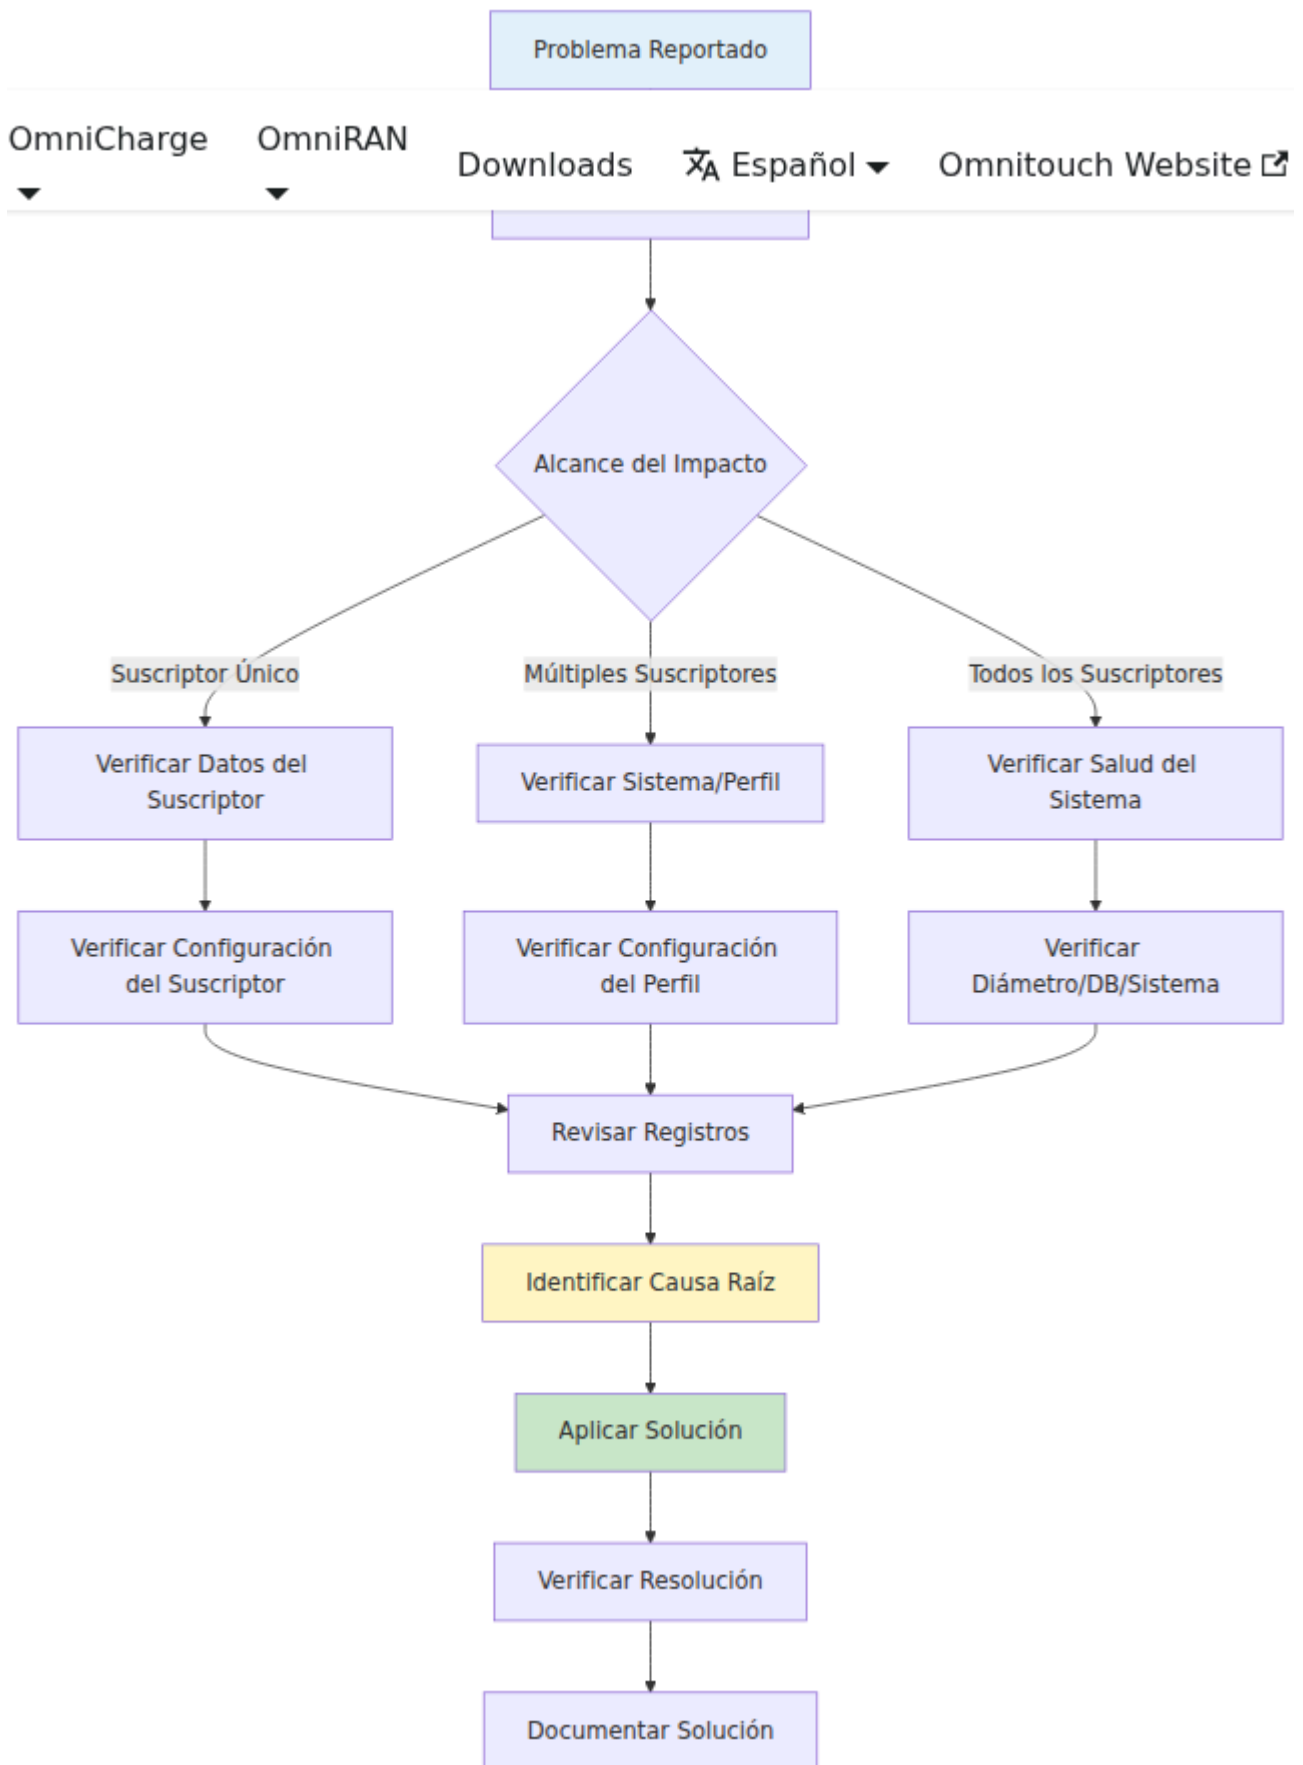 Problema Reportado
OmniCharge
OmniRAN
Downloads
Español
Omnitouch Website
Alcance del Impacto
Suscriptor Único
Múltiples Suscriptores
Todos los Suscriptores
Verificar Datos del
Suscriptor
Verificar Sistema/Perfil
Verificar Salud del
Sistema
Verificar Configuración
del Suscriptor
Verificar Configuración
del Perfil
Verificar
Diámetro/DB/Sistema
Revisar Registros
Identificar Causa Raíz
Aplicar Solución
Verificar Resolución
Documentar Solución